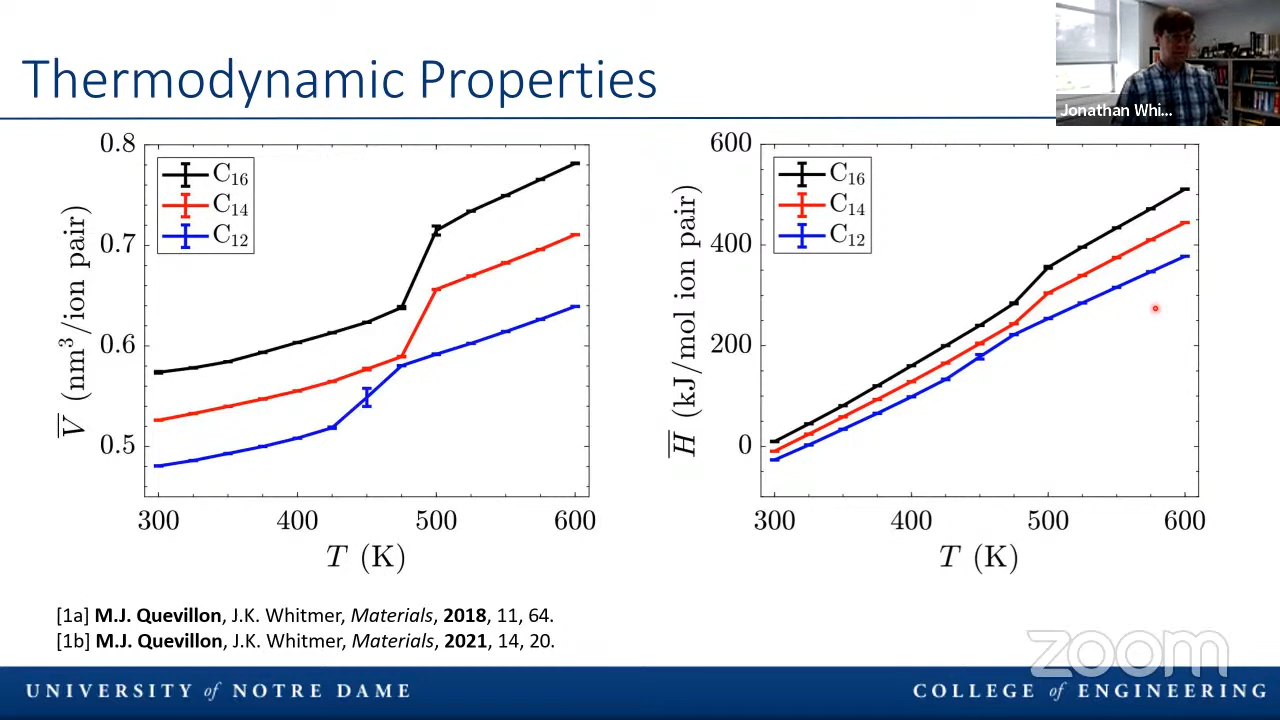 Thermodynamic Properties
Jonathan Whi...
0.8
0.7
0.6
0.5
V̅ (nm³/ion pair)
C₁₆
C₁₄
C₁₂
300 400 500 600
T (K)
600
400
200
0
H̅ (kJ/mol ion pair)
C₁₆
C₁₄
C₁₂
300 400 500 600
T (K)
[1a] M.J. Quevillon, J.K. Whitmer, Materials, 2018, 11, 64.
[1b] M.J. Quevillon, J.K. Whitmer, Materials, 2021, 14, 20.
zoom
UNIVERSITY of NOTRE DAME
COLLEGE of ENGINEERING